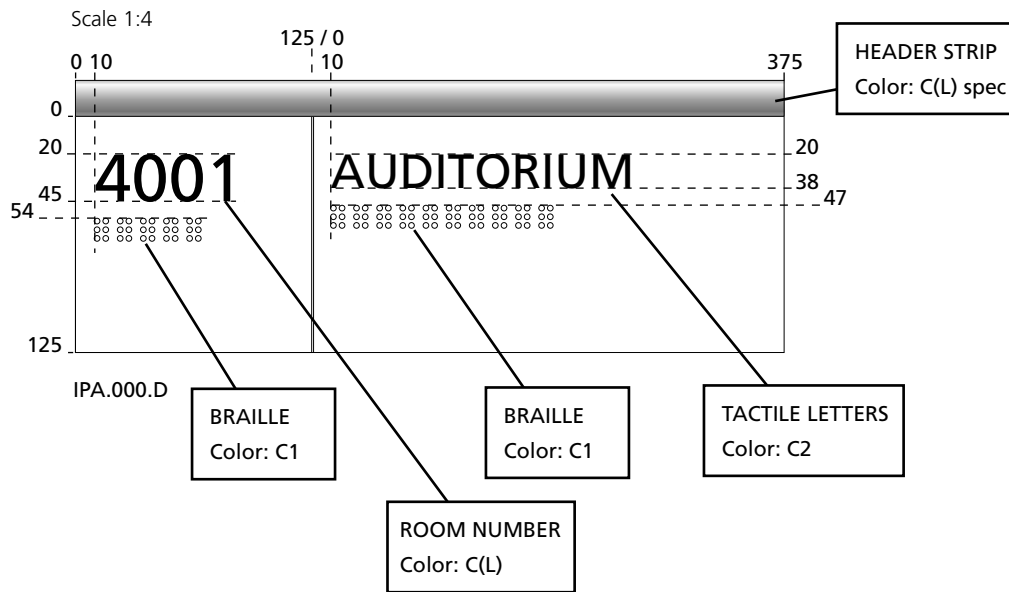 Scale 1:4
125 / 0
0 10 10 375
HEADER STRIP
Color: C(L) spec
0
20 4001 AUDITORIUM 20
45 38
54 47
125
IPA.000.D
BRAILLE
Color: C1
BRAILLE
Color: C1
TACTILE LETTERS
Color: C2
ROOM NUMBER
Color: C(L)